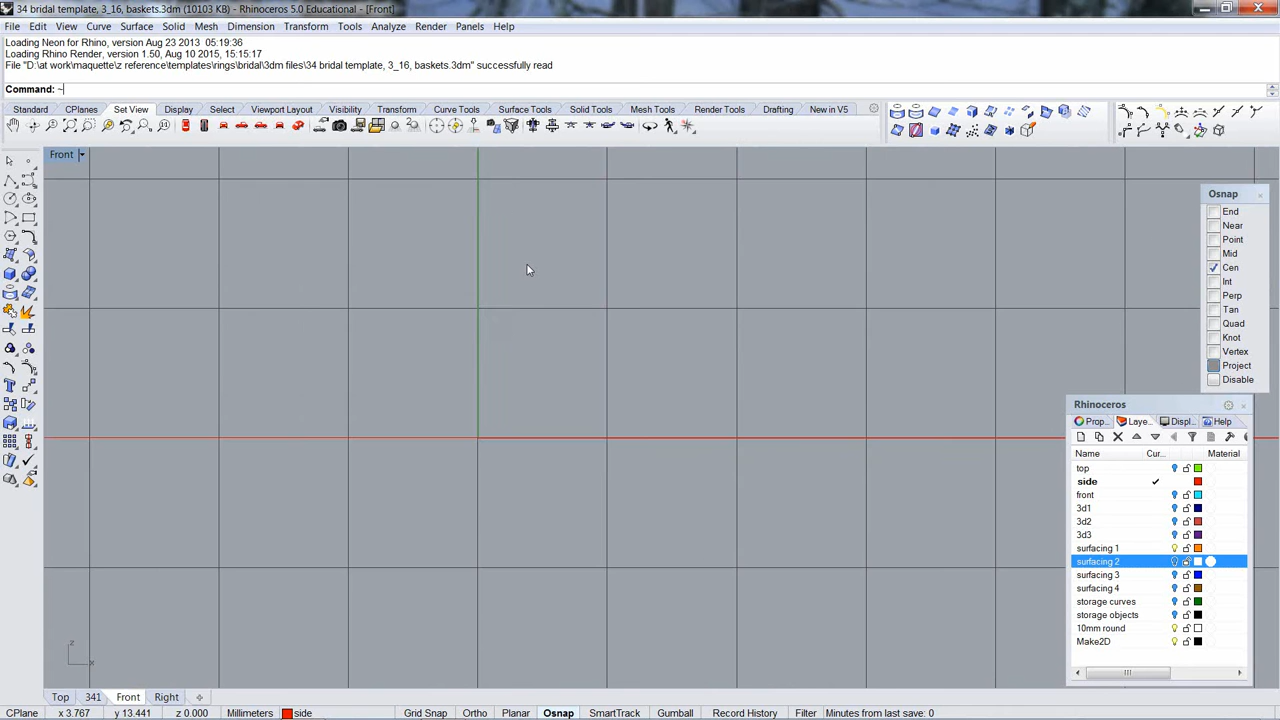 34 bridal template, 3_16, baskets.3dm (10103 KB) - Rhinoceros 5.0 Educational - [Front]
File Edit View Curve Surface Solid Mesh Dimension Transform Tools Analyze Render Panels Help
Loading Neon for Rhino, version Aug 23 2013 05:19:36
Loading Rhino Render, version 1.50, Aug 10 2015, 15:15:17
File "D:\at work\maquette\z reference\templates\rings\bridal\3dm files\34 bridal template, 3_16, baskets.3dm" successfully read
Command: ~
Standard CPlanes Set View Display Select Viewport Layout Visibility Transform Curve Tools Surface Tools Solid Tools Mesh Tools Render Tools Drafting New in V5
Front
Osnap
End
Near
Point
Mid
Cen
Int
Perp
Tan
Quad
Knot
Vertex
Project
Disable
Rhinoceros
Prop... Laye... Displ... Help
Name Cur... Material
top
side
front
3d1
3d2
3d3
surfacing 1
surfacing 2
surfacing 3
surfacing 4
storage curves
storage objects
10mm round
Make2D
z
x
Top 341 Front Right
CPlane x 3.767 y 13.441 z 0.000 Millimeters side Grid Snap Ortho Planar Osnap SmartTrack Gumball Record History Filter Minutes from last save: 0